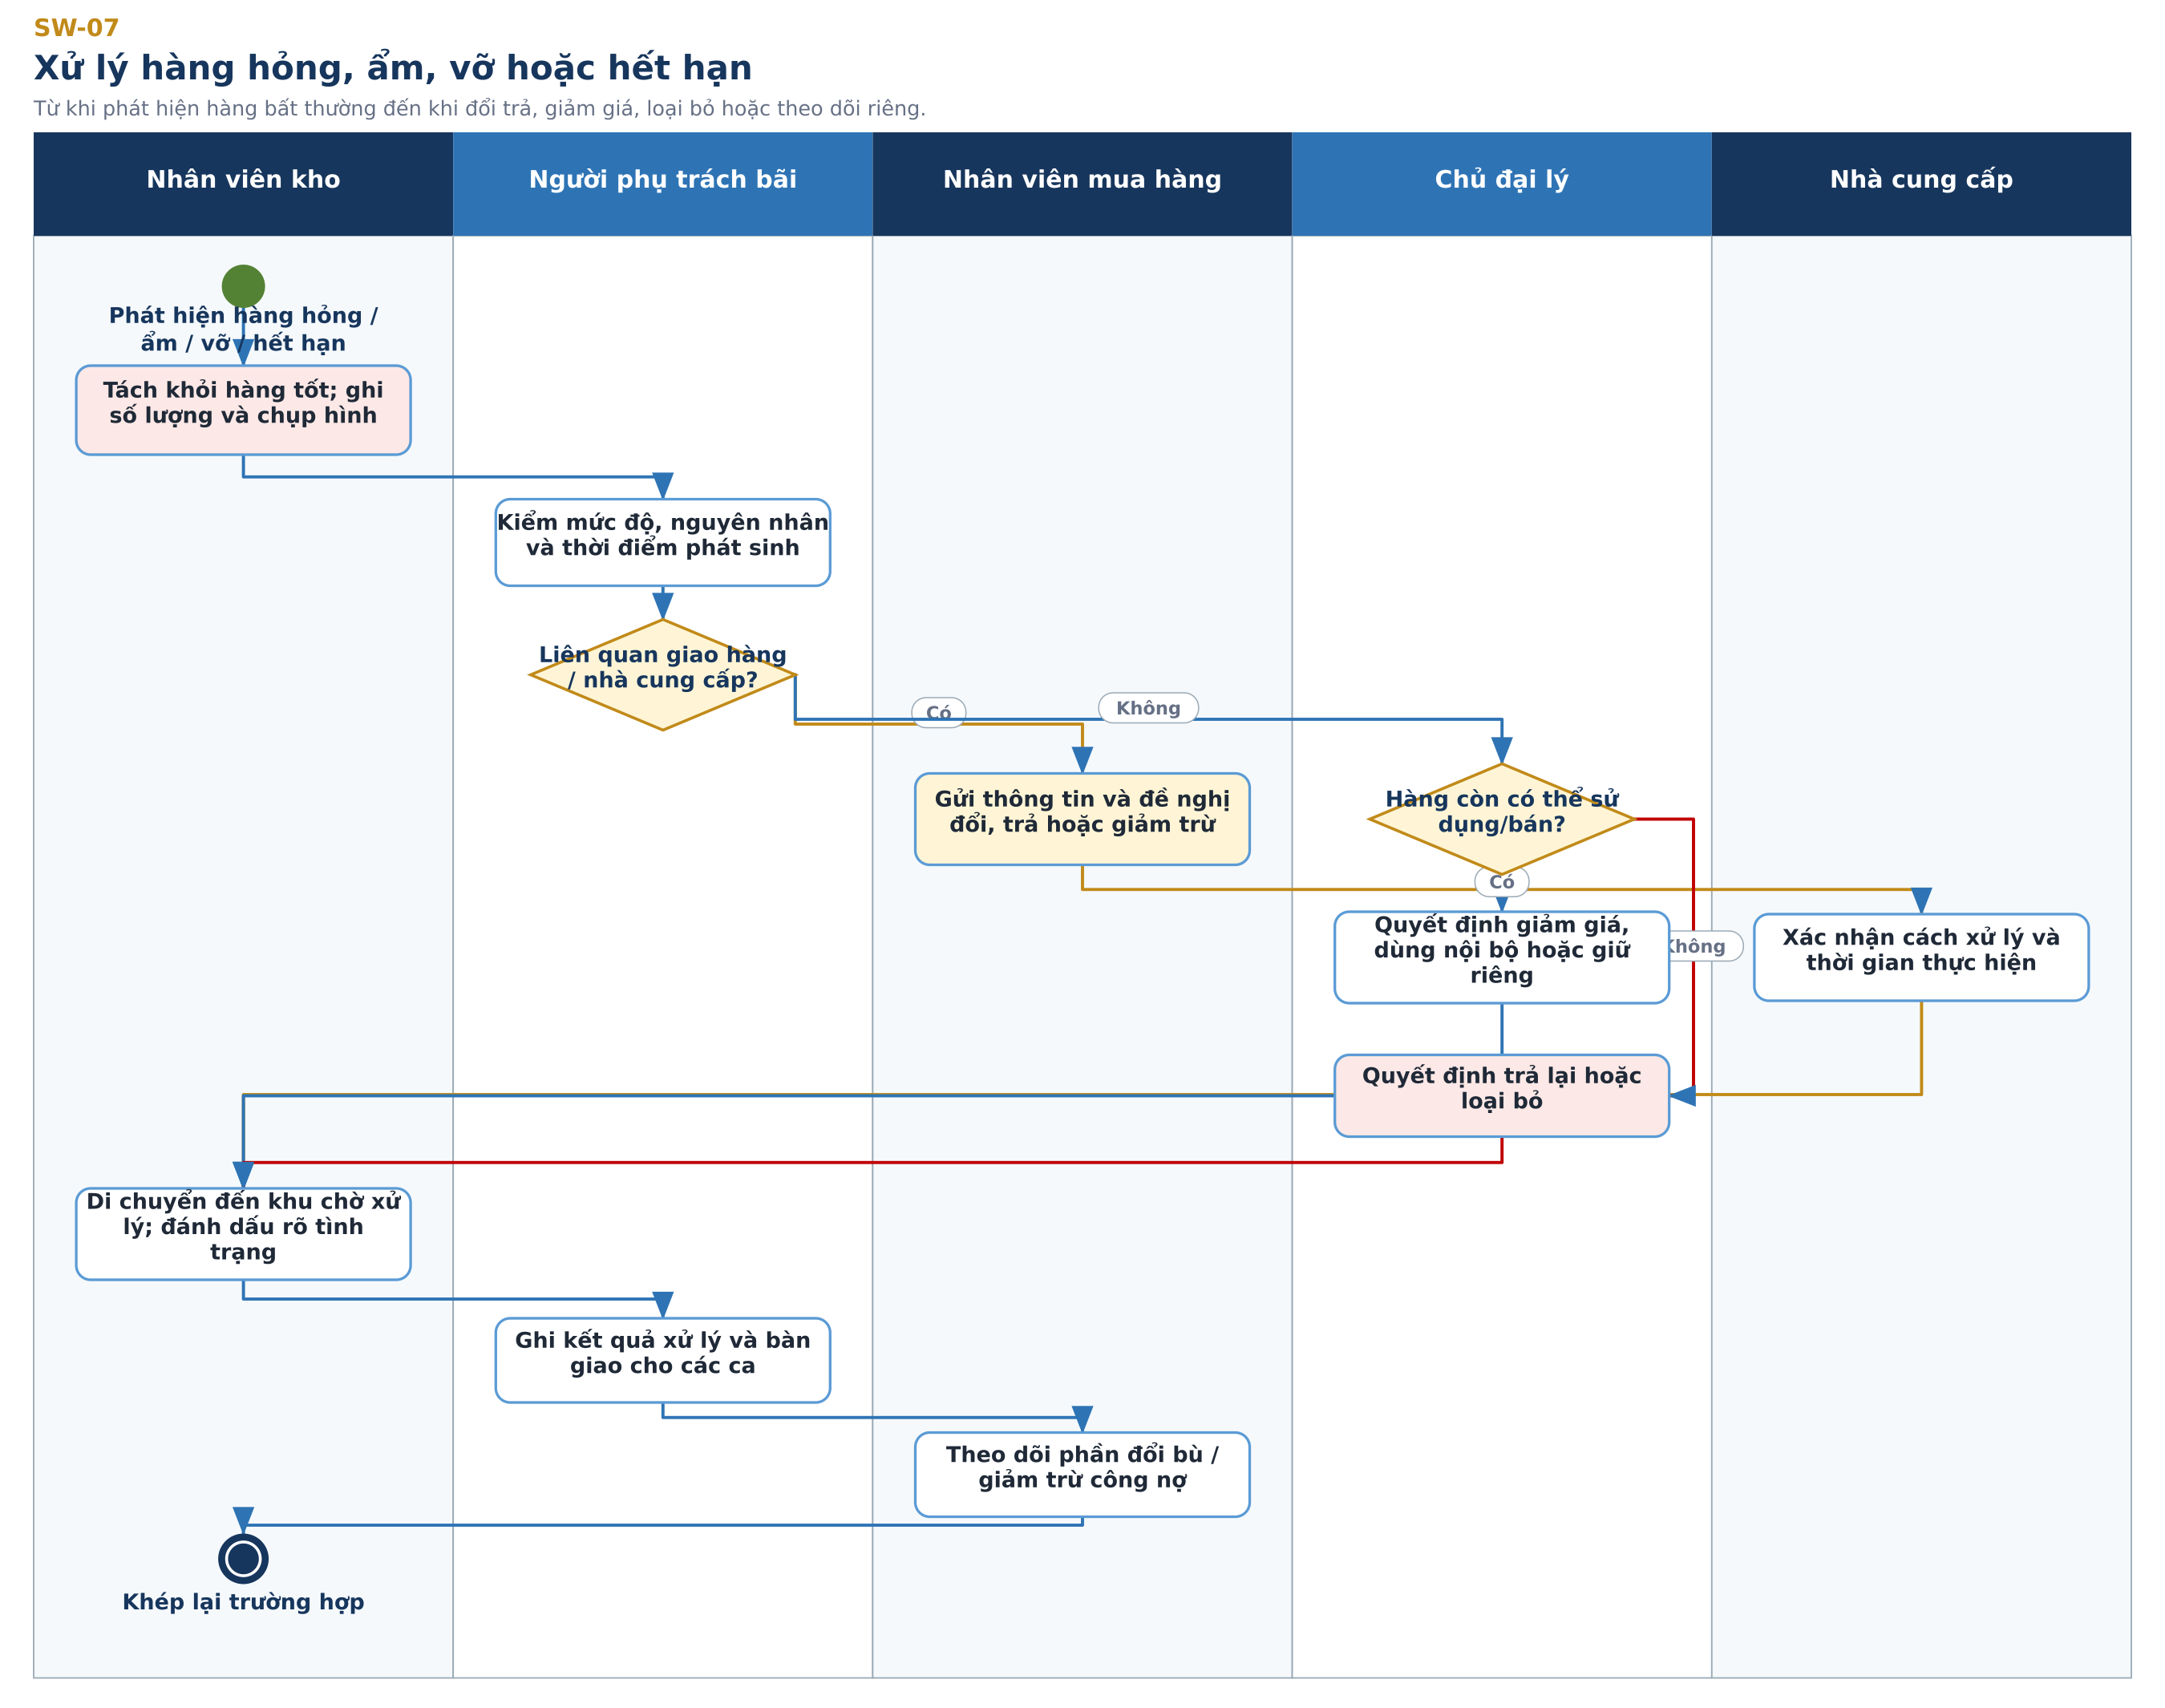 SW-07
Xử lý hàng hỏng, ẩm, vỡ hoặc hết hạn
Từ khi phát hiện hàng bất thường đến khi đổi trả, giảm giá, loại bỏ hoặc theo dõi riêng.
Nhân viên kho
Người phụ trách bãi
Nhân viên mua hàng
Chủ đại lý
Nhà cung cấp
Phát hiện hàng hỏng /
ẩm / vỡ / hết hạn
Tách khỏi hàng tốt; ghi
số lượng và chụp hình
Kiểm mức độ, nguyên nhân
và thời điểm phát sinh
Liên quan giao hàng
/ nhà cung cấp?
Có
Không
Gửi thông tin và đề nghị
đổi, trả hoặc giảm trừ
Hàng còn có thể sử
dụng/bán?
Có
Quyết định giảm giá,
dùng nội bộ hoặc giữ
riêng
Không
Xác nhận cách xử lý và
thời gian thực hiện
Quyết định trả lại hoặc
loại bỏ
Di chuyển đến khu chờ xử
lý; đánh dấu rõ tình
trạng
Ghi kết quả xử lý và bàn
giao cho các ca
Theo dõi phần đổi bù /
giảm trừ công nợ
Khép lại trường hợp